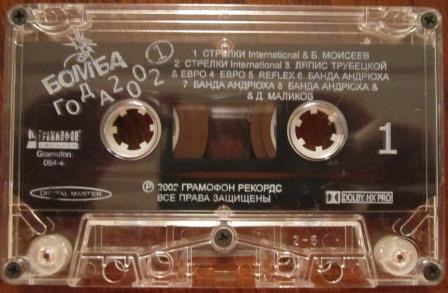 БОМБА
ГОДА 2002
1
1 СТРЕЛКИ International & Б. МОИСЕЕВ
2 СТРЕЛКИ International 3. ЛЯПИС ТРУБЕЦКОЙ
& ЕВРО 4. ЕВРО 5. REFLEX 6. БАНДА АНДРЮХА
7 БАНДА АНДРЮХА 8 БАНДА АНДРЮХА &
& Д. МАЛИКОВ
ГРАММОФОН
Gramofon
1
DIGITAL MASTER
℗ 2002 ГРАМОФОН РЕКОРДС
ВСЕ ПРАВА ЗАЩИЩЕНЫ
DOLBY HX PRO